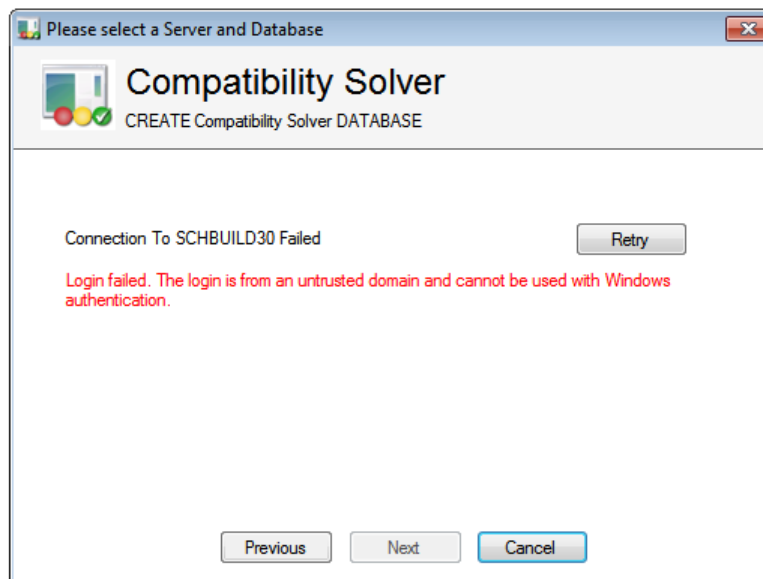 Please select a Server and Database
Compatibility Solver
CREATE Compatibility Solver DATABASE
Connection To SCHBUILD30 Failed
Retry
Login failed. The login is from an untrusted domain and cannot be used with Windows
authentication.
Previous
Next
Cancel